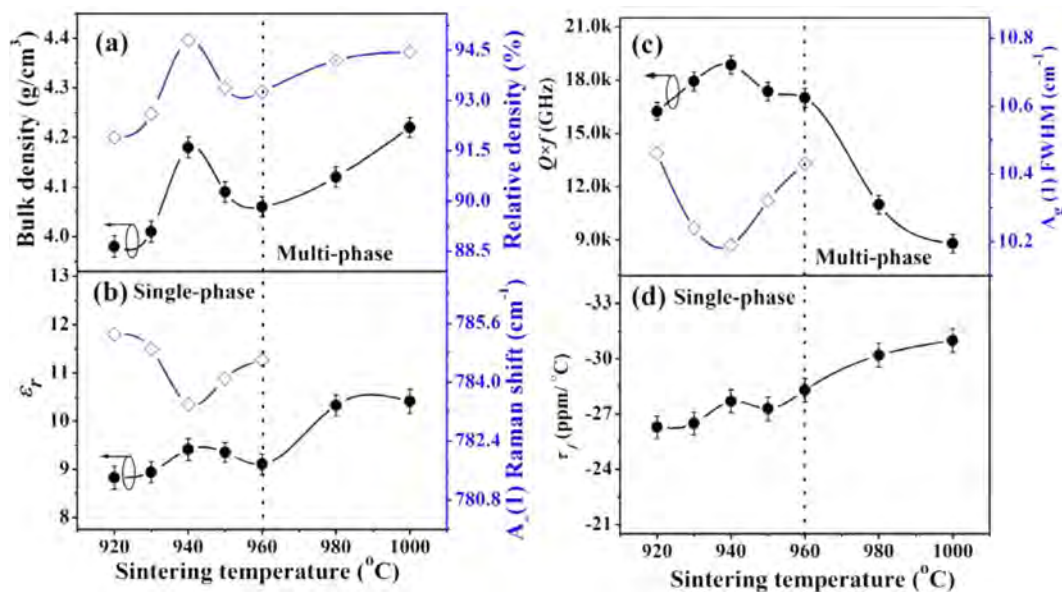 (a)
Bulk density (g/cm³)
4.4
4.3
4.2
4.1
4.0
Multi-phase
94.5
93.0
91.5
90.0
88.5
Relative density (%)
(b) Single-phase
εr
13
12
11
10
9
8
785.6
784.0
782.4
780.8
(1) Raman shift (cm⁻¹)
920 940 960 980 1000
Sintering temperature (°C)
(c)
Q×f (GHz)
21.0k
18.0k
15.0k
12.0k
9.0k
Multi-phase
10.8
10.6
10.4
10.2
Ag (1) FWHM (cm⁻¹)
(d) Single-phase
τf (ppm/°C)
-33
-30
-27
-24
-21
920 940 960 980 1000
Sintering temperature (°C)